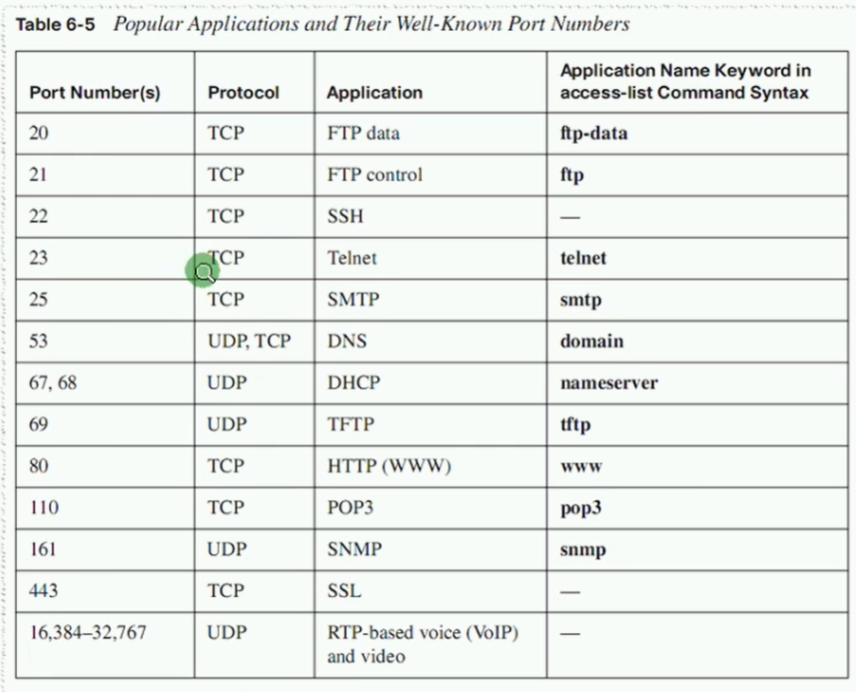 Table 6-5 Popular Applications and Their Well-Known Port Numbers
Port Number(s) Protocol Application Application Name Keyword in access-list Command Syntax
20 TCP FTP data ftp-data
21 TCP FTP control ftp
22 TCP SSH —
23 TCP Telnet telnet
25 TCP SMTP smtp
53 UDP, TCP DNS domain
67, 68 UDP DHCP nameserver
69 UDP TFTP tftp
80 TCP HTTP (WWW) www
110 TCP POP3 pop3
161 UDP SNMP snmp
443 TCP SSL —
16,384–32,767 UDP RTP-based voice (VoIP) and video —